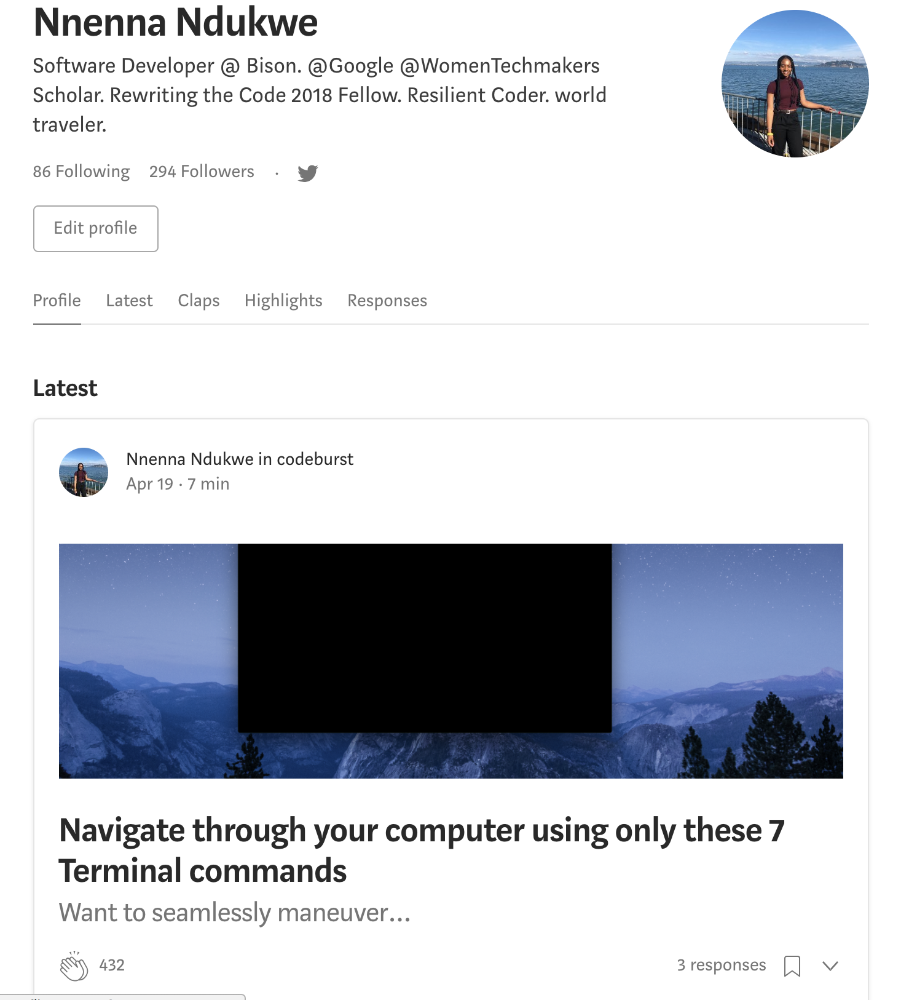 Nnenna Ndukwe
Software Developer @ Bison. @Google @WomenTechmakers
Scholar. Rewriting the Code 2018 Fellow. Resilient Coder. world
traveler.
86 Following 294 Followers ·
Edit profile
Profile Latest Claps Highlights Responses
Latest
Nnenna Ndukwe in codeburst
Apr 19 · 7 min
Navigate through your computer using only these 7
Terminal commands
Want to seamlessly maneuver...
432 3 responses